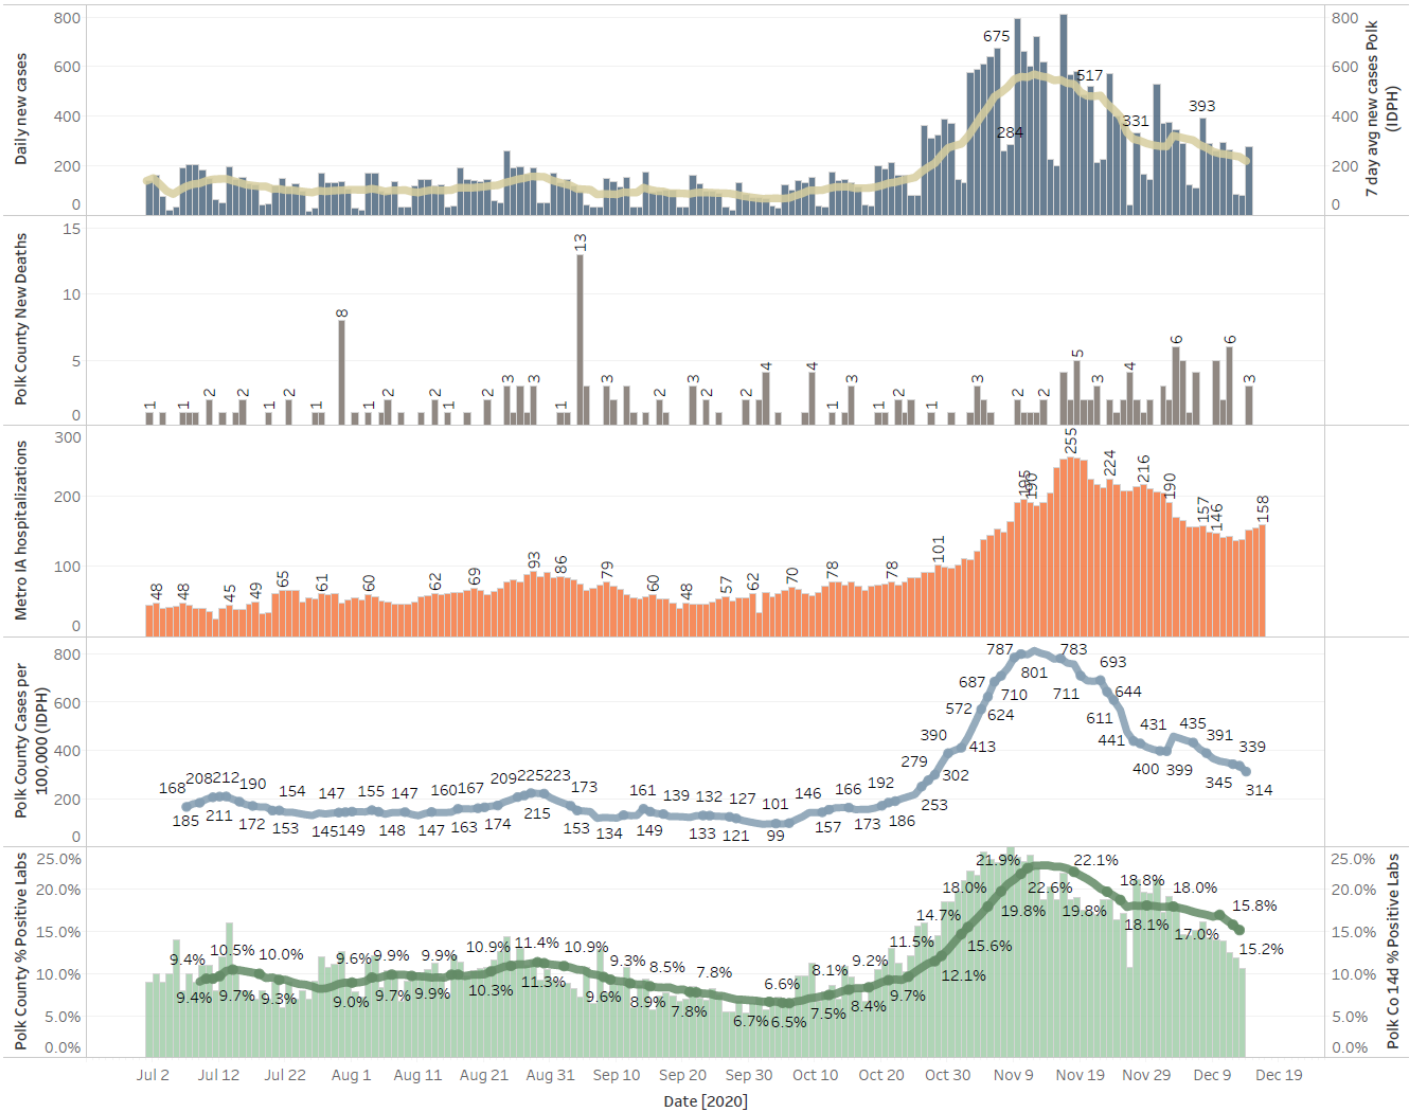 Daily new cases
800
600
400
200
0
675
284
517
331
393
800
600
400
200
0
7 day avg new cases Polk
(IDPH)
Polk County New Deaths
15
10
5
0
1 1 2 2 1 2 1 8 1 2 2 1 2 3 3 1 13 3 2 3 2 2 4 4 1 3 1 2 1 3 2 2 5 3 4 6 6 3
Metro IA hospitalizations
300
200
100
0
48 48 45 49 65 61 60 62 69 93 86 79 60 48 57 62 70 78 78 101 195 190 255 224 216 190 157 146 158
Polk County Cases per
100,000 (IDPH)
800
600
400
200
0
168 208 212 190 154 147 155 147 160 167 209 225 223 173 161 139 132 127 101 146 166 192 279 390 572 687 787 783 693 644 431 435 391 339
185 211 172 153 145 149 148 147 163 174 215 153 134 149 133 121 99 157 173 186 253 302 413 624 710 801 711 611 441 400 399 345 314
Polk County % Positive Labs
25.0%
20.0%
15.0%
10.0%
5.0%
0.0%
9.4% 10.5% 10.0% 9.6% 9.9% 9.9% 10.9% 11.4% 10.9% 9.3% 8.5% 7.8% 6.6% 8.1% 9.2% 11.5% 14.7% 18.0% 21.9% 22.1% 18.8% 18.0% 15.8%
9.4% 9.7% 9.3% 9.0% 9.7% 9.9% 10.3% 11.3% 9.6% 8.9% 7.8% 6.7% 6.5% 7.5% 8.4% 9.7% 12.1% 15.6% 19.8% 22.6% 19.8% 18.1% 17.0% 15.2%
25.0%
20.0%
15.0%
10.0%
5.0%
0.0%
Polk Co 14d % Positive Labs
Jul 2 Jul 12 Jul 22 Aug 1 Aug 11 Aug 21 Aug 31 Sep 10 Sep 20 Sep 30 Oct 10 Oct 20 Oct 30 Nov 9 Nov 19 Nov 29 Dec 9 Dec 19
Date [2020]